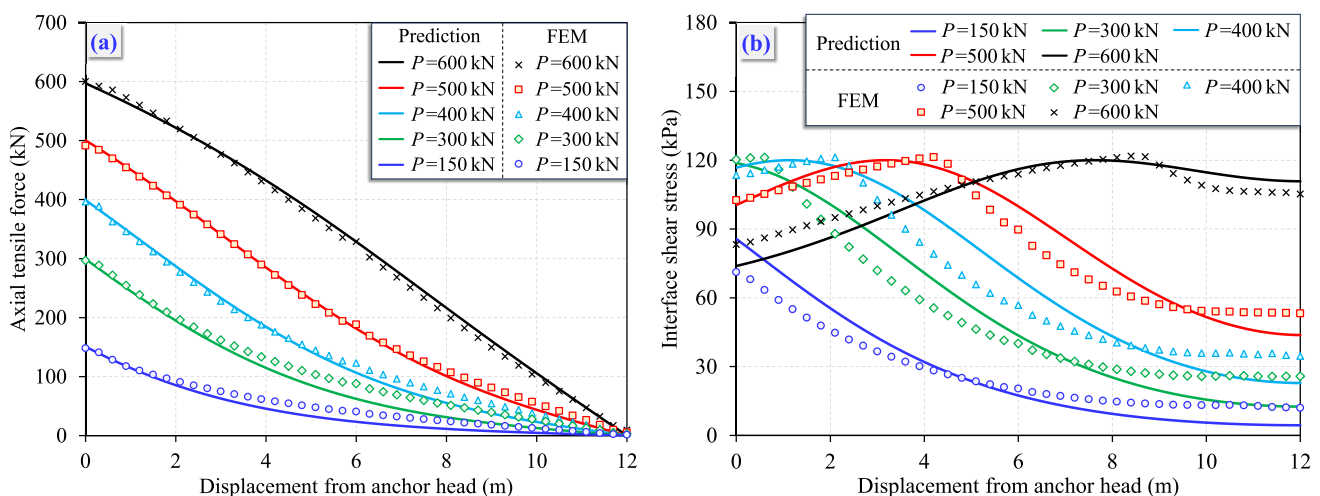 (a)
Prediction FEM
P=600 kN P=600 kN
P=500 kN P=500 kN
P=400 kN P=400 kN
P=300 kN P=300 kN
P=150 kN P=150 kN
Axial tensile force (kN)
700
600
500
400
300
200
100
0
0 2 4 6 8 10 12
Displacement from anchor head (m)
(b)
Prediction P=150 kN P=300 kN P=400 kN
P=500 kN P=600 kN
FEM P=150 kN P=300 kN P=400 kN
P=500 kN P=600 kN
Interface shear stress (kPa)
180
150
120
90
60
30
0
0 2 4 6 8 10 12
Displacement from anchor head (m)